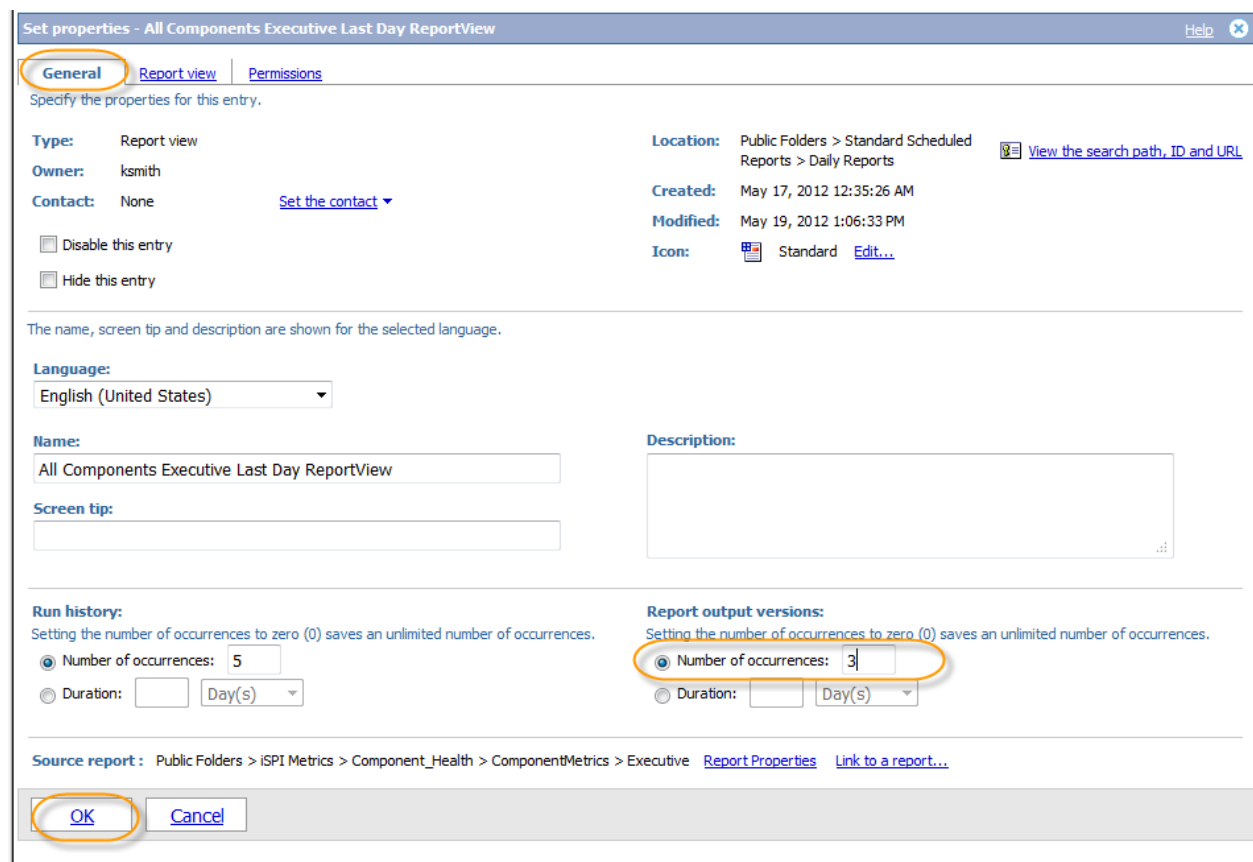 Set properties - All Components Executive Last Day ReportView
Help
General
Report view
Permissions
Specify the properties for this entry.
Type: Report view
Owner: ksmith
Contact: None Set the contact
Disable this entry
Hide this entry
Location: Public Folders > Standard Scheduled
Reports > Daily Reports
View the search path, ID and URL
Created: May 17, 2012 12:35:26 AM
Modified: May 19, 2012 1:06:33 PM
Icon: Standard Edit...
The name, screen tip and description are shown for the selected language.
Language:
English (United States)
Name:
All Components Executive Last Day ReportView
Screen tip:
Description:
Run history:
Setting the number of occurrences to zero (0) saves an unlimited number of occurrences.
Number of occurrences: 5
Duration: Day(s)
Report output versions:
Setting the number of occurrences to zero (0) saves an unlimited number of occurrences.
Number of occurrences: 3
Duration: Day(s)
Source report : Public Folders > iSPI Metrics > Component_Health > ComponentMetrics > Executive Report Properties Link to a report...
OK
Cancel